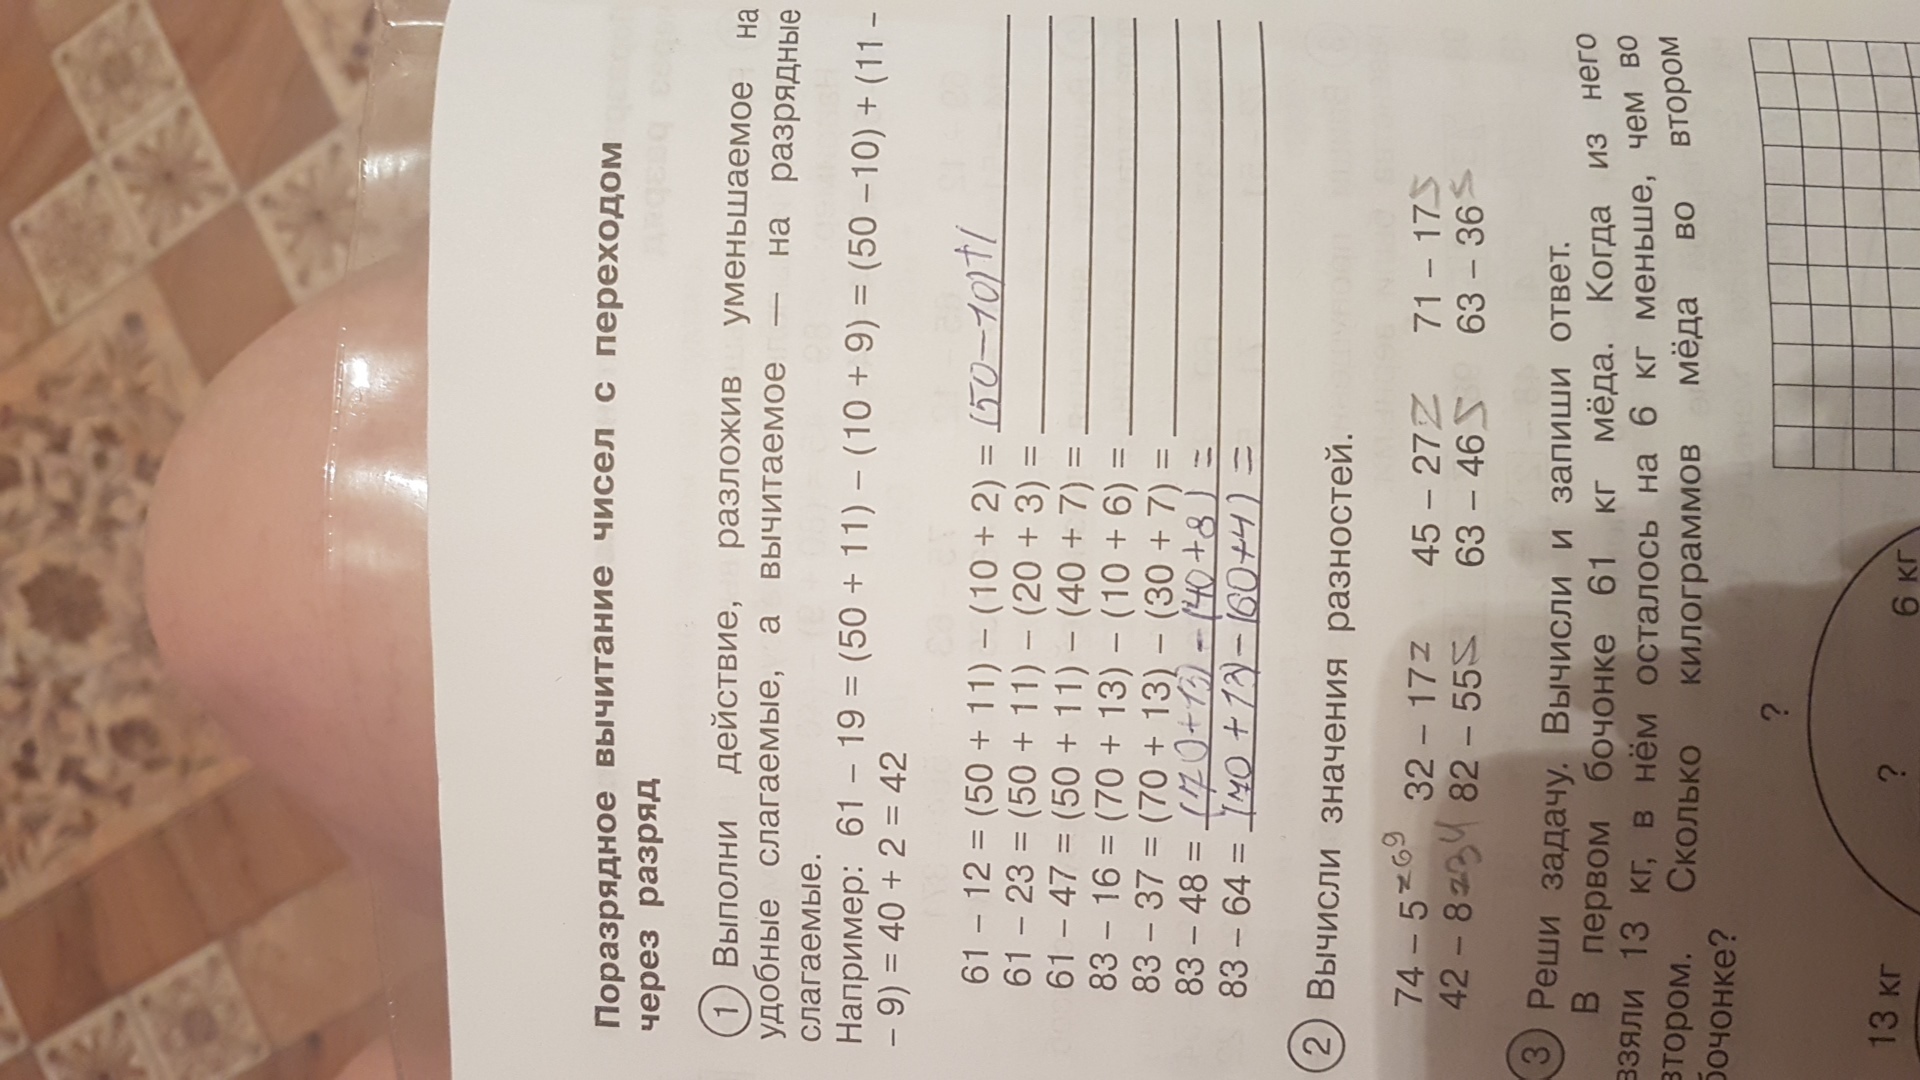 Поразрядное вычитание чисел с переходом
через разряд
1 Выполни действие, разложив уменьшаемое на
удобные слагаемые, а вычитаемое – на разрядные
слагаемые.
Например: 61 – 19 = (50 + 11) – (10 + 9) = (50 – 10) + (11 –
– 9) = 40 + 2 = 42
61 – 12 = (50 + 11) – (10 + 2) = (50 – 10) + 1
61 – 23 = (50 + 11) – (20 + 3) =
61 – 47 = (50 + 11) – (40 + 7) =
83 – 16 = (70 + 13) – (10 + 6) =
83 – 37 = (70 + 13) – (30 + 7) =
83 – 48 = (70 + 13) – (40 + 8) =
83 – 64 = (70 + 13) – (60 + 4) =
2 Вычисли значения разностей.
74 – 5 = 69 32 – 17 = 45 – 27 = 71 – 17 =
42 – 8 = 34 82 – 55 = 63 – 46 = 63 – 36 =
3 Реши задачу. Вычисли и запиши ответ.
В первом бочонке 61 кг мёда. Когда из него
взяли 13 кг, в нём осталось на 6 кг меньше, чем во
втором. Сколько килограммов мёда во втором
бочонке?
?
13 кг ? 6 кг